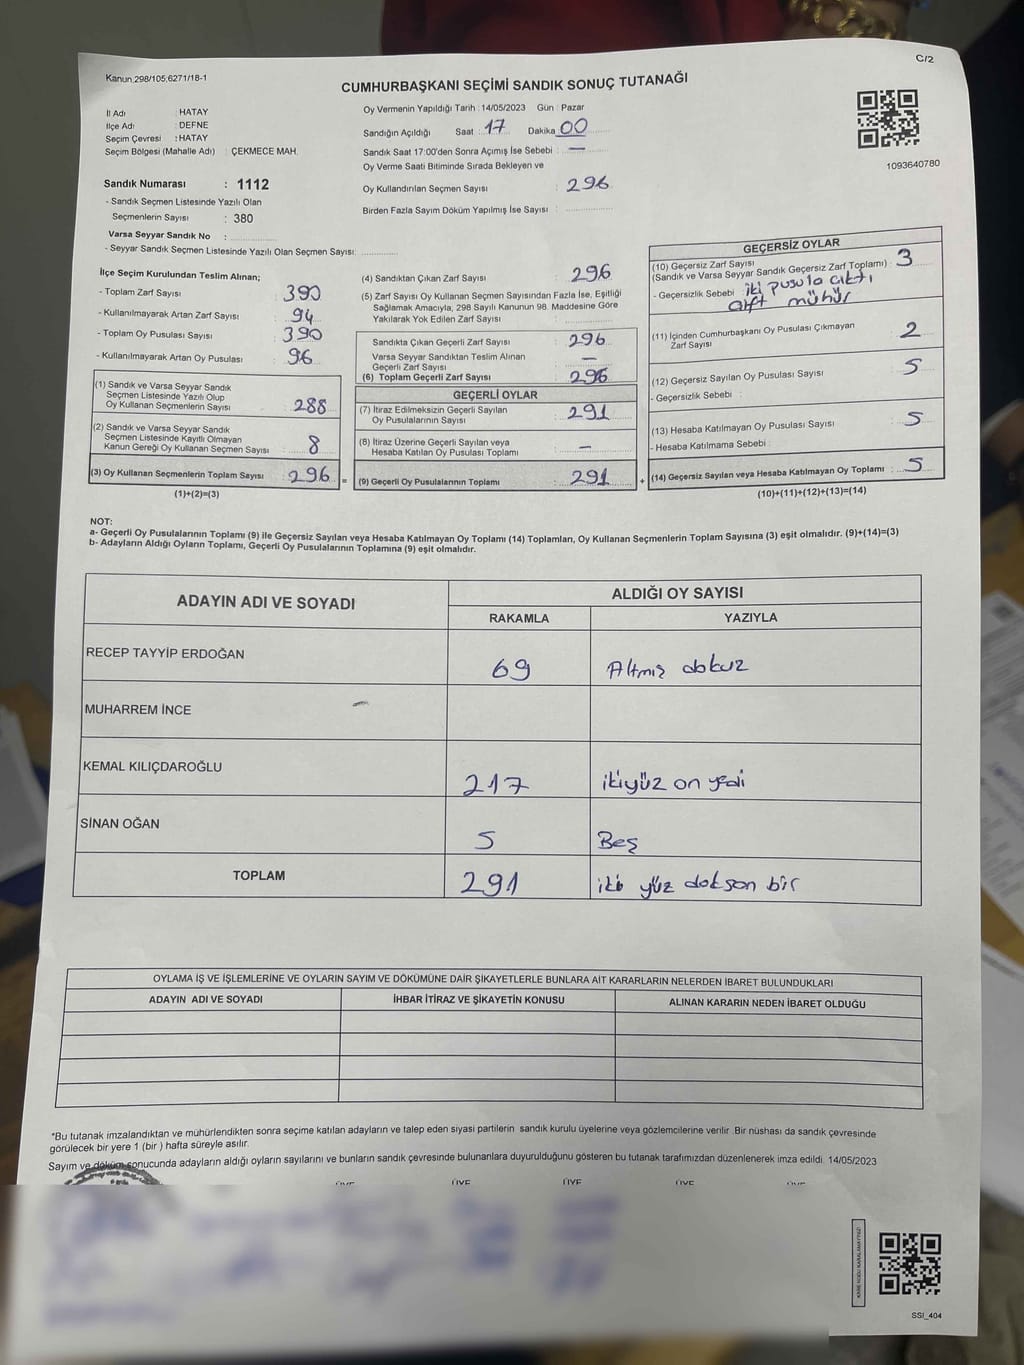 C/2
Kanun 298/105;6271/18-1
CUMHURBAŞKANI SEÇİMİ SANDIK SONUÇ TUTANAĞI
İl Adı : HATAY
İlçe Adı : DEFNE
Seçim Çevresi : HATAY
Seçim Bölgesi (Mahalle Adı) : ÇEKMECE MAH.
Sandık Numarası : 1112
- Sandık Seçmen Listesinde Yazılı Olan
Seçmenlerin Sayısı : 380
Varsa Seyyar Sandık No :
- Seyyar Sandık Seçmen Listesinde Yazılı Olan Seçmen Sayısı:
Oy Vermenin Yapıldığı Tarih : 14/05/2023 Gün : Pazar
Sandığın Açıldığı Saat : 17 Dakika 00
Sandık Saat 17:00'den Sonra Açımış İse Sebebi : —
Oy Verme Saati Bitiminde Sırada Bekleyen ve
Oy Kullandırılan Seçmen Sayısı : 296
Birden Fazla Sayım Döküm Yapılmış İse Sayısı :
1093640780
İlçe Seçim Kurulundan Teslim Alınan;
- Toplam Zarf Sayısı : 390
- Kullanılmayarak Artan Zarf Sayısı : 94
- Toplam Oy Pusulası Sayısı : 390
- Kullanılmayarak Artan Oy Pusulası : 96
(1) Sandık ve Varsa Seyyar Sandık
Seçmen Listesinde Yazılı Olup
Oy Kullanan Seçmenlerin Sayısı : 288
(2) Sandık ve Varsa Seyyar Sandık
Seçmen Listesinde Kayıtlı Olmayan
Kanun Gereği Oy Kullanan Seçmen Sayısı : 8
(3) Oy Kullanan Seçmenlerin Toplam Sayısı : 296 =
(1)+(2)=(3)
(4) Sandıktan Çıkan Zarf Sayısı : 296
(5) Zarf Sayısı Oy Kullanan Seçmen Sayısından Fazla İse, Eşitliği
Sağlamak Amacıyla, 298 Sayılı Kanunun 98. Maddesine Göre
Yakılarak Yok Edilen Zarf Sayısı :
Sandıkta Çıkan Geçerli Zarf Sayısı : 296
Varsa Seyyar Sandıktan Teslim Alınan
Geçerli Zarf Sayısı : —
(6) Toplam Geçerli Zarf Sayısı : 296
GEÇERLİ OYLAR
(7) İtiraz Edilmeksizin Geçerli Sayılan
Oy Pusulalarının Sayısı : 291
(8) İtiraz Üzerine Geçerli Sayılan veya
Hesaba Katılan Oy Pusulası Toplamı : —
(9) Geçerli Oy Pusulalarının Toplamı : 291 +
GEÇERSİZ OYLAR
(10) Geçersiz Zarf Sayısı
(Sandık ve Varsa Seyyar Sandık Geçersiz Zarf Toplamı) : 3
- Geçersizlik Sebebi : iki pusula çıktı
çift mühür
(11) İçinden Cumhurbaşkanı Oy Pusulası Çıkmayan
Zarf Sayısı 2
(12) Geçersiz Sayılan Oy Pusulası Sayısı : 5
- Geçersizlik Sebebi :
(13) Hesaba Katılmayan Oy Pusulası Sayısı : 5
- Hesaba Katılmama Sebebi :
(14) Geçersiz Sayılan veya Hesaba Katılmayan Oy Toplamı : 5
(10)+(11)+(12)+(13)=(14)
NOT:
a- Geçerli Oy Pusulalarının Toplamı (9) ile Geçersiz Sayılan veya Hesaba Katılmayan Oy Toplamı (14) Toplamları, Oy Kullanan Seçmenlerin Toplam Sayısına (3) eşit olmalıdır. (9)+(14)=(3)
b- Adayların Aldığı Oyların Toplamı, Geçerli Oy Pusulalarının Toplamına (9) eşit olmalıdır.
ADAYIN ADI VE SOYADI ALDIĞI OY SAYISI
RAKAMLA YAZIYLA
RECEP TAYYİP ERDOĞAN 69 Altmış dokuz
MUHARREM İNCE —
KEMAL KILIÇDAROĞLU 217 ikiyüz on yedi
SİNAN OĞAN 5 Beş
TOPLAM 291 iki yüz doksan bir
OYLAMA İŞ VE İŞLEMLERİNE VE OYLARIN SAYIM VE DÖKÜMÜNE DAİR ŞİKAYETLERLE BUNLARA AİT KARARLARIN NELERDEN İBARET BULUNDUKLARI
ADAYIN ADI VE SOYADI İHBAR İTİRAZ VE ŞİKAYETİN KONUSU ALINAN KARARIN NEDEN İBARET OLDUĞU
*Bu tutanak imzalandıktan ve mühürlendikten sonra seçime katılan adayların ve talep eden siyasi partilerin sandık kurulu üyelerine veya gözlemcilerine verilir. Bir nüshası da sandık çevresinde
görülecek bir yere 1 (bir ) hafta süreyle asılır.
Sayım ve döküm sonucunda adayların aldığı oyların sayılarını ve bunların sandık çevresinde bulunanlara duyurulduğunu gösteren bu tutanak tarafımızdan düzenlenerek imza edildi. 14/05/2023
ÜYE ÜYE ÜYE ÜYE ÜYE
SSI_404